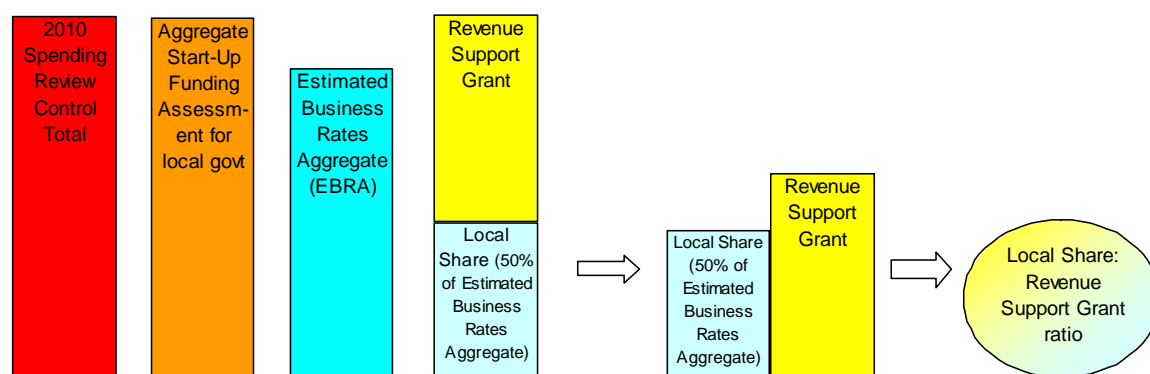 2010
Spending
Review
Control
Total
Aggregate
Start-Up
Funding
Assessm-
ent for
local govt
Estimated
Business
Rates
Aggregate
(EBRA)
Revenue
Support
Grant
Local
Share (50%
of Estimated
Business
Rates
Aggregate)
Local Share
(50% of
Estimated
Business
Rates
Aggregate)
Revenue
Support
Grant
Local Share:
Revenue
Support Grant
ratio